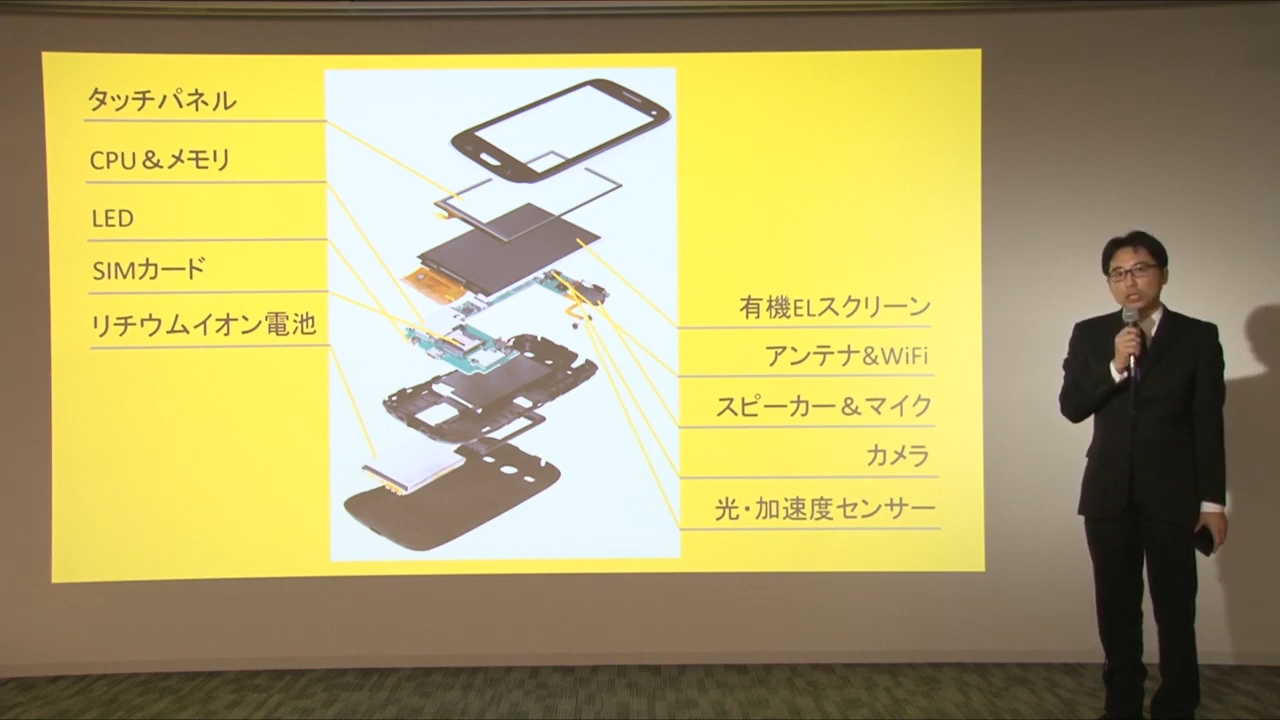 タッチパネル
CPU＆メモリ
LED
SIMカード
リチウムイオン電池
有機ELスクリーン
アンテナ&WiFi
スピーカー＆マイク
カメラ
光・加速度センサー